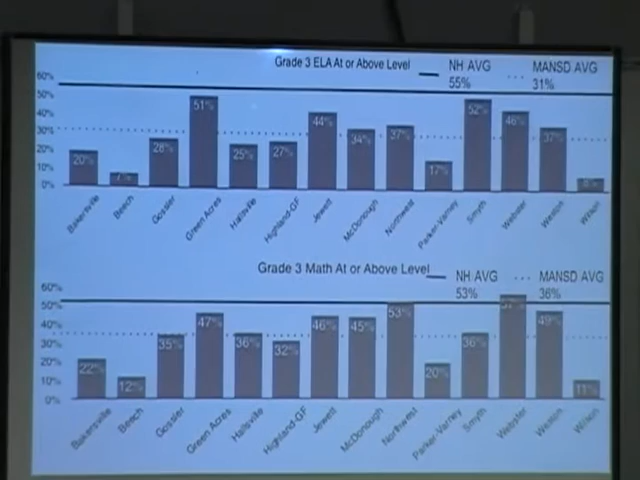 Grade 3 ELA At or Above Level
NH AVG
55%
MANSD AVG
31%
60%
50%
40%
30%
20%
10%
0%
20%
7%
28%
51%
25%
27%
44%
34%
37%
17%
52%
46%
37%
Bakersville
Beech
Gossler
Green Acres
Hallsville
Highland-GF
Jewett
McDonough
Northwest
Parker-Varney
Smyth
Webster
Weston
Wilson
Grade 3 Math At or Above Level
NH AVG
53%
MANSD AVG
36%
60%
50%
40%
30%
20%
10%
0%
22%
12%
35%
47%
36%
32%
46%
45%
53%
20%
36%
57%
49%
11%
Bakersville
Beech
Gossler
Green Acres
Hallsville
Highland-GF
Jewett
McDonough
Northwest
Parker-Varney
Smyth
Webster
Weston
Wilson